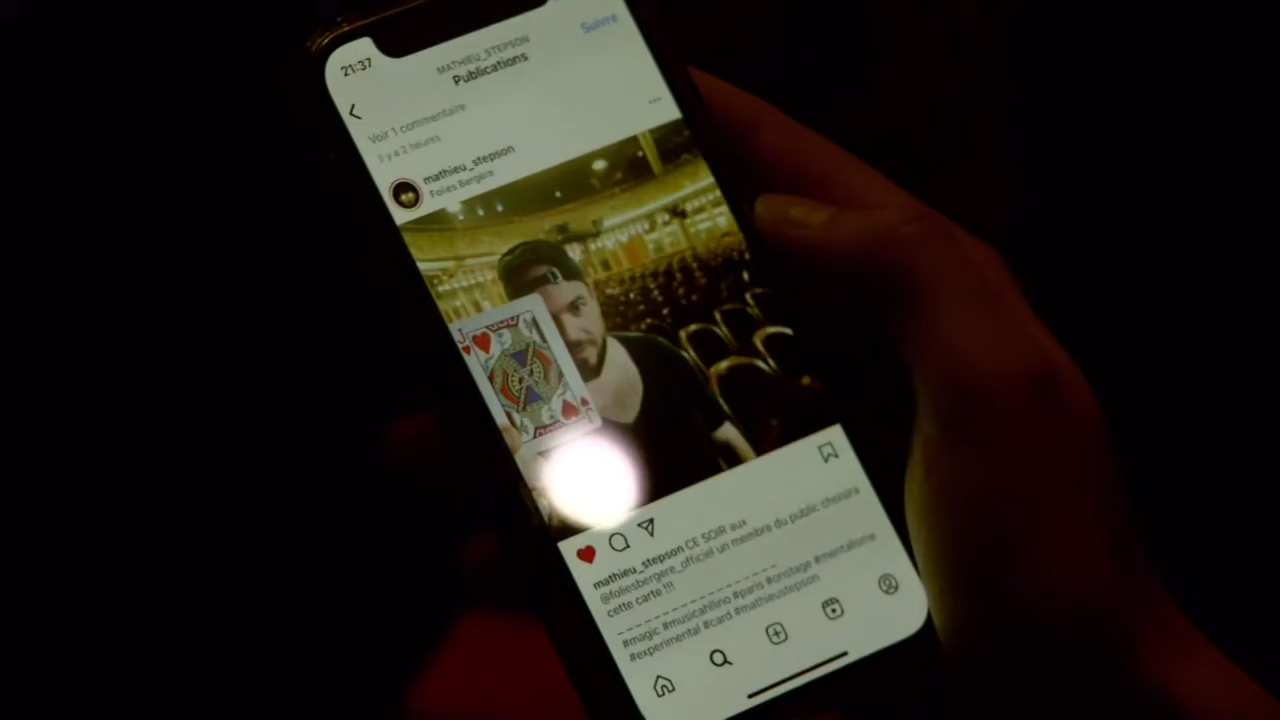 21:37
MATHIEU_STEPSON
Suivre
Publications
Voir 1 commentaire
Il y a 2 heures
mathieu_stepson
Folies Bergère
J
mathieu_stepson CE SOIR aux
@foliesbergere_officiel un membre du public choisira
cette carte !!!
_ _ _ _ _ _ _ _ _ _ _ _ _ _ _ _
#magic #musicahllino #paris #onstage #mentalisme
#experimental #card #mathieustepson